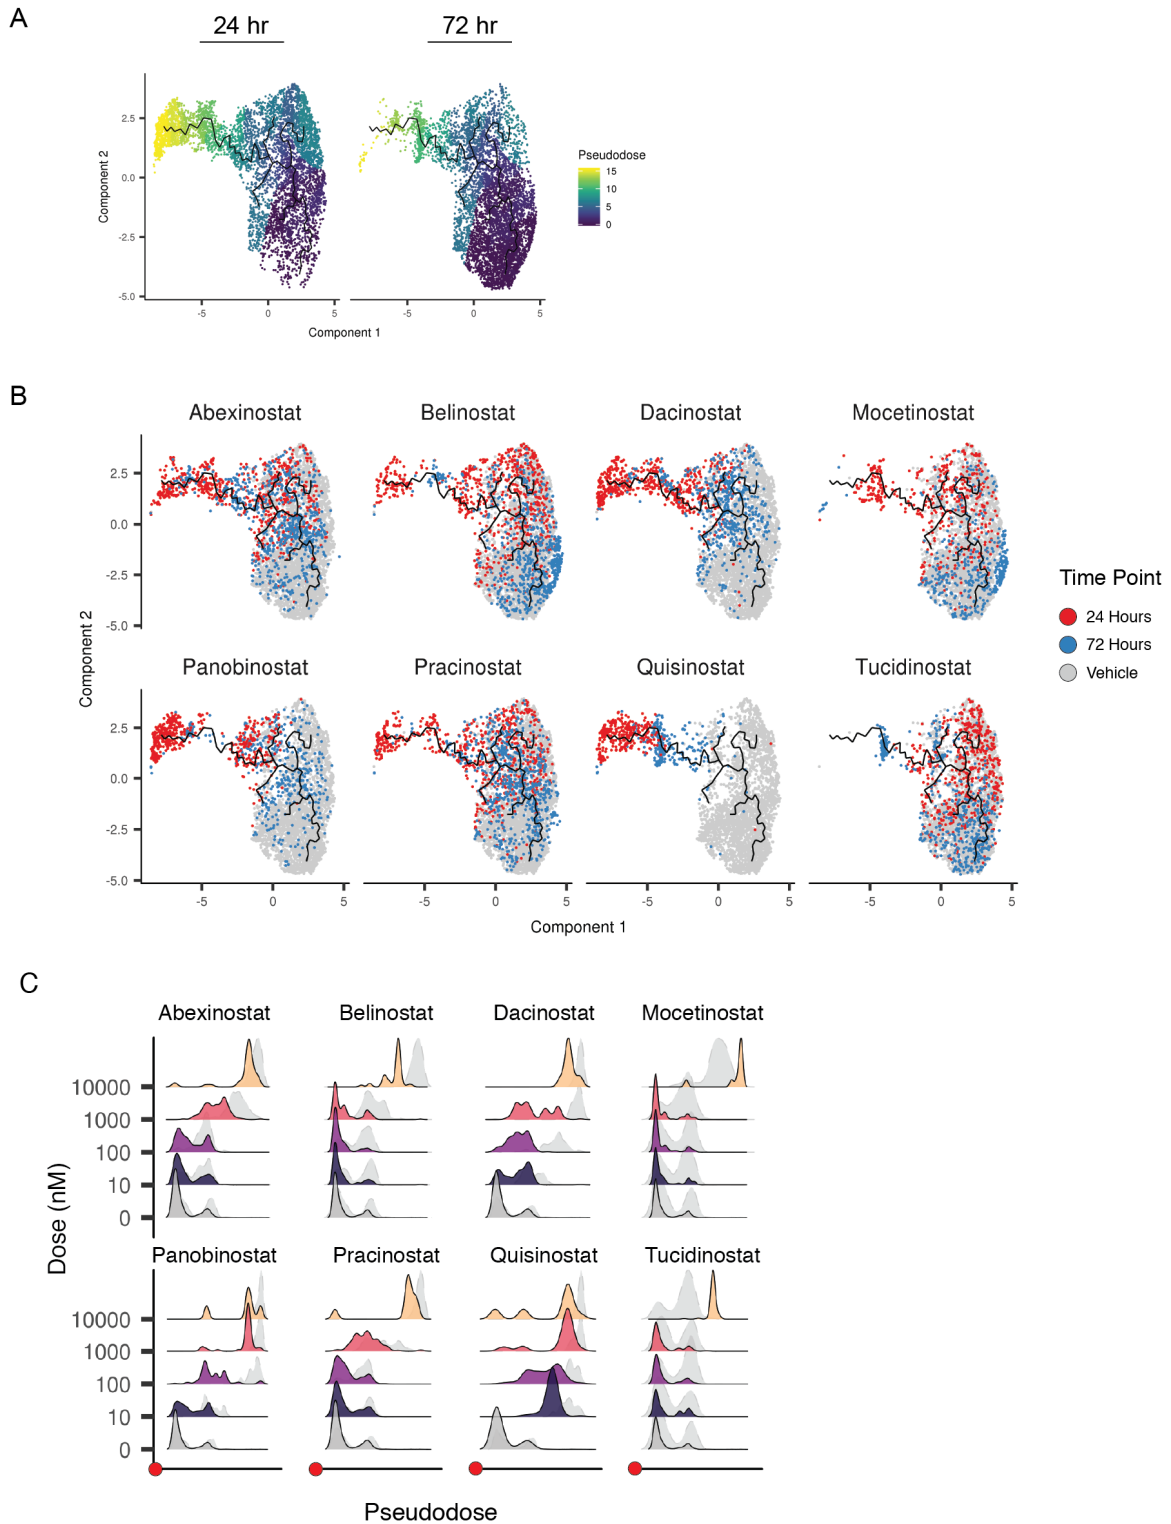 A
24 hr 72 hr
2.5
0.0
-2.5
-5.0
Component 2
-5 0 5 -5 0 5
Component 1
Pseudodose
15
10
5
0
B
Abexinostat Belinostat Dacinostat Mocetinostat
2.5
0.0
-2.5
-5.0
Component 2
Time Point
24 Hours
72 Hours
Vehicle
Panobinostat Pracinostat Quisinostat Tucidinostat
2.5
0.0
-2.5
-5.0
-5 0 5 -5 0 5 -5 0 5 -5 0 5
Component 1
C
Abexinostat Belinostat Dacinostat Mocetinostat
10000
1000
100
10
0
Dose (nM)
Panobinostat Pracinostat Quisinostat Tucidinostat
10000
1000
100
10
0
Pseudodose